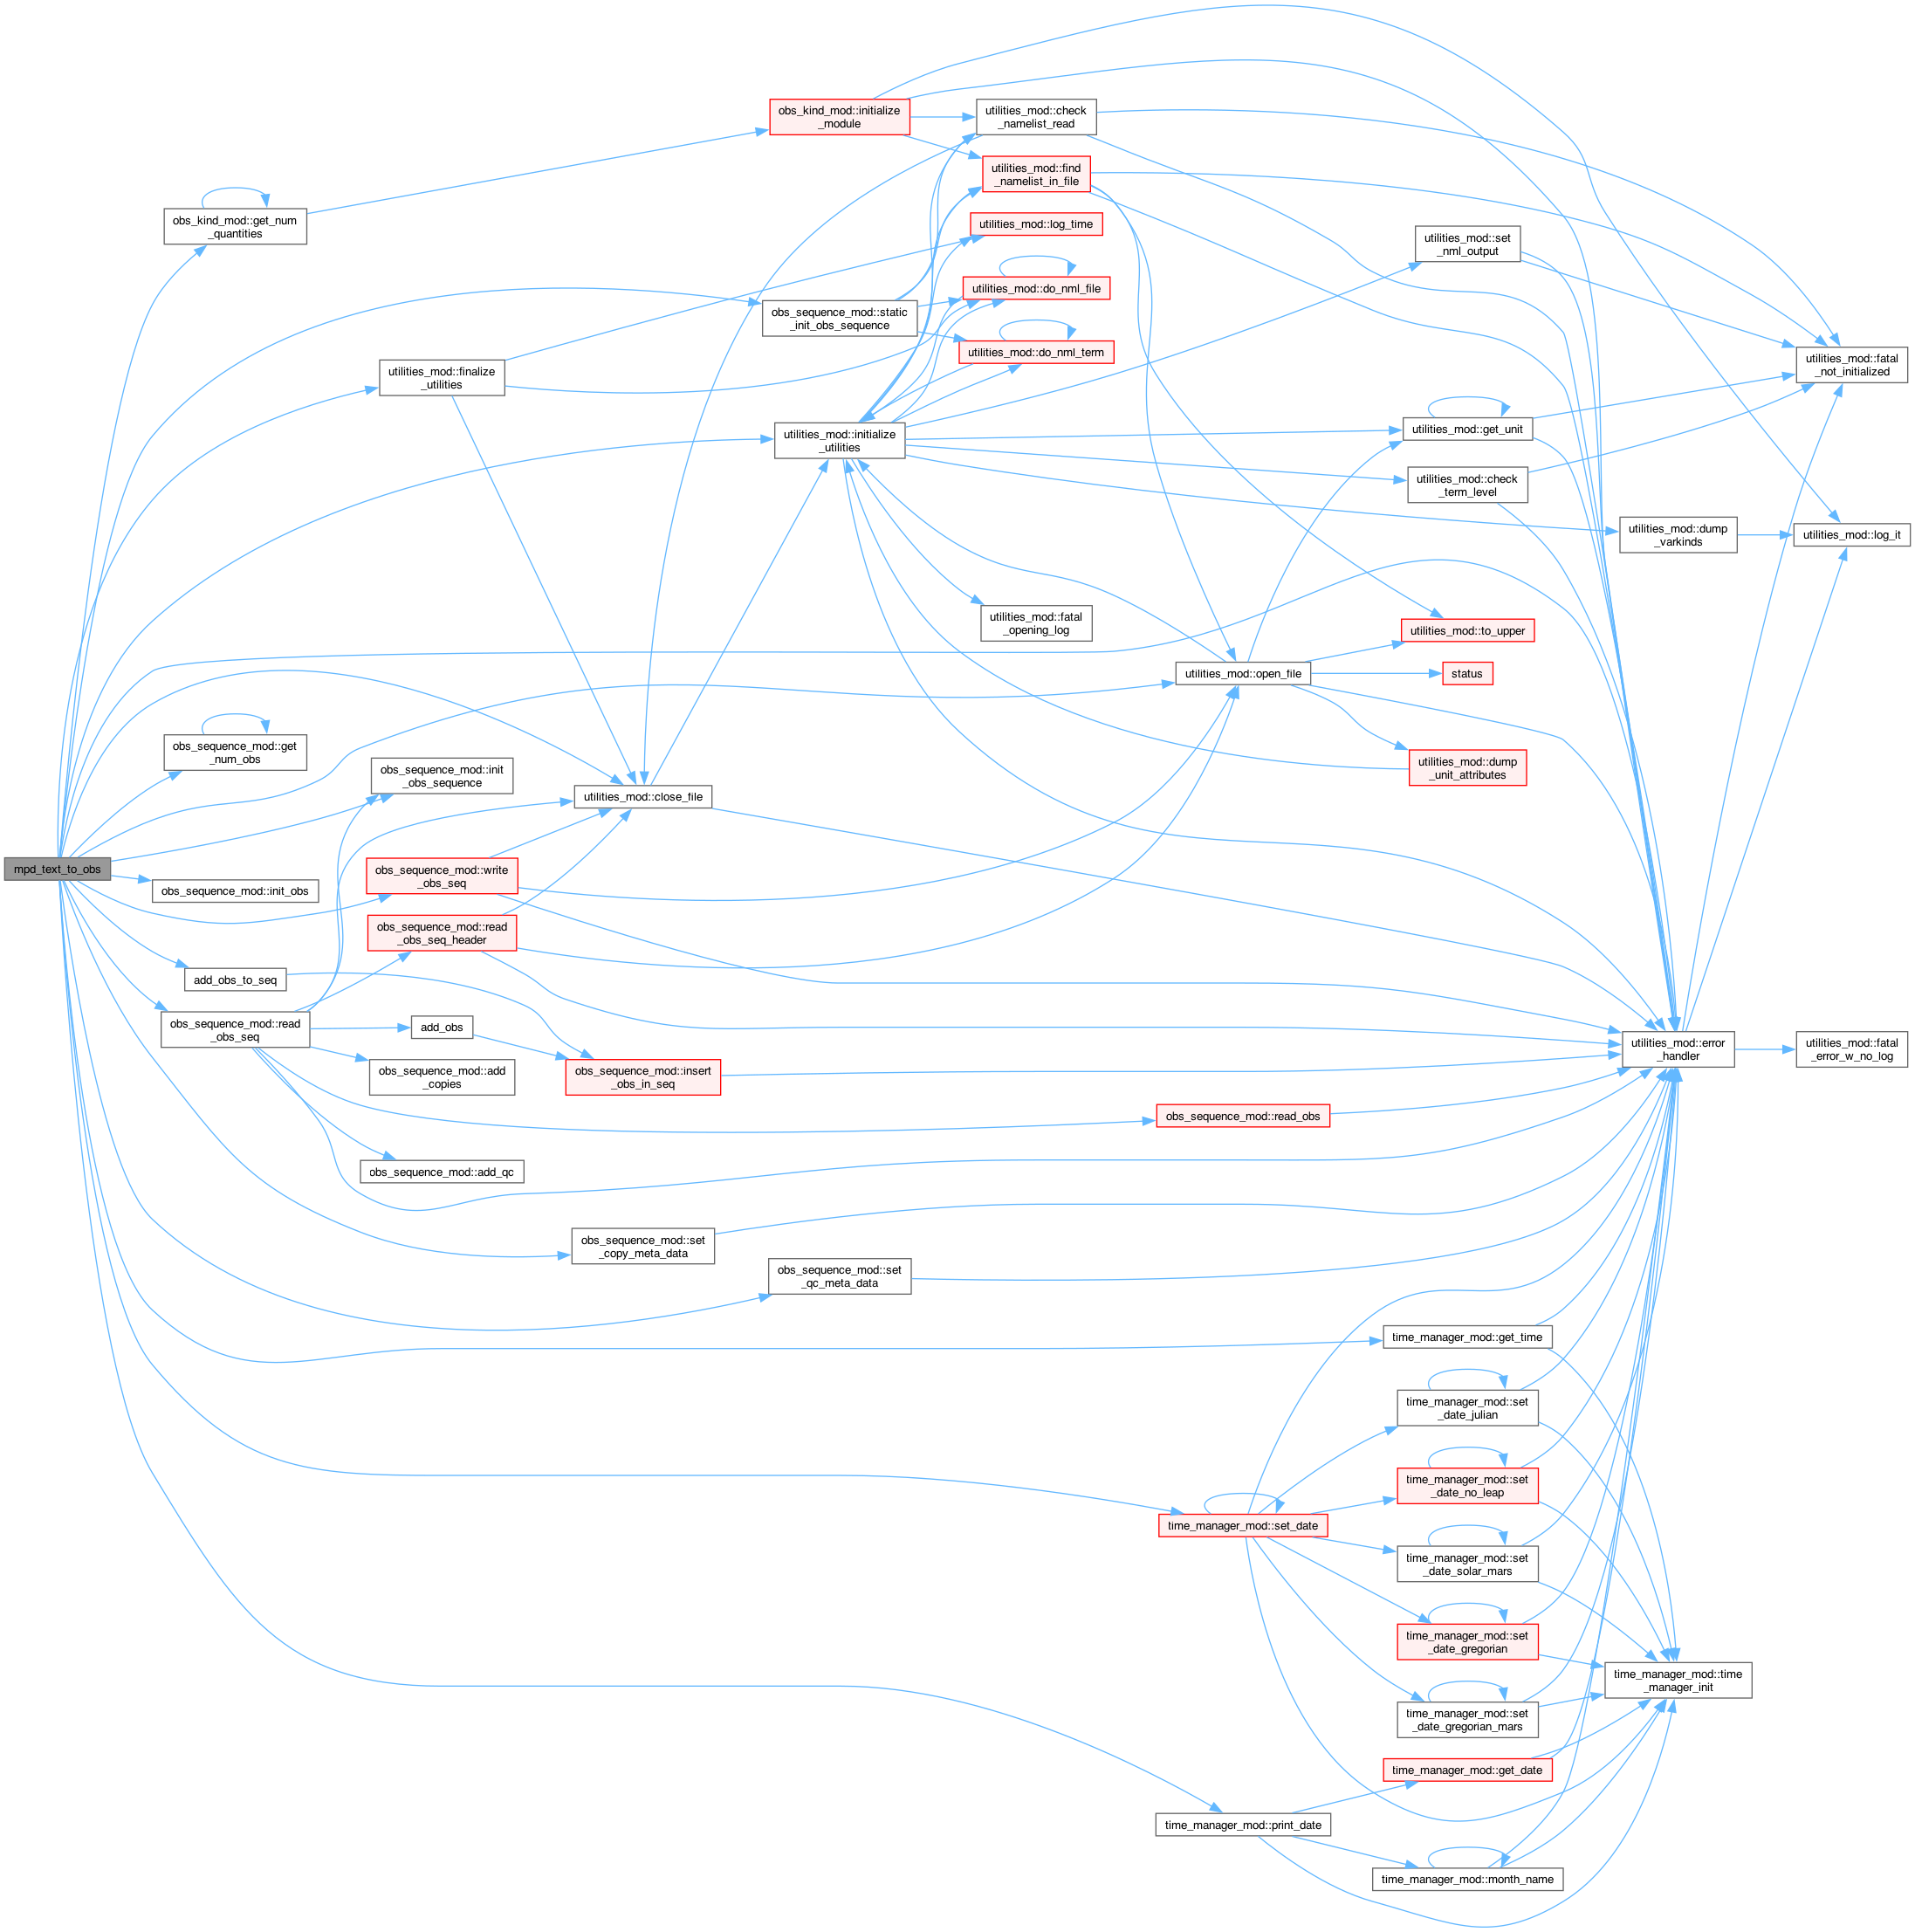 obs_kind_mod::initialize
_module
utilities_mod::check
_namelist_read
utilities_mod::find
_namelist_in_file
obs_kind_mod::get_num
_quantities
utilities_mod::log_time
utilities_mod::set
_nml_output
utilities_mod::do_nml_file
obs_sequence_mod::static
_init_obs_sequence
utilities_mod::do_nml_term
utilities_mod::finalize
_utilities
utilities_mod::fatal
_not_initialized
utilities_mod::initialize
_utilities
utilities_mod::get_unit
utilities_mod::check
_term_level
utilities_mod::dump
_varkinds
utilities_mod::log_it
utilities_mod::fatal
_opening_log
utilities_mod::to_upper
utilities_mod::open_file
status
obs_sequence_mod::get
_num_obs
utilities_mod::dump
_unit_attributes
obs_sequence_mod::init
_obs_sequence
utilities_mod::close_file
mpd_text_to_obs
obs_sequence_mod::write
_obs_seq
obs_sequence_mod::init_obs
obs_sequence_mod::read
_obs_seq_header
add_obs_to_seq
obs_sequence_mod::read
_obs_seq
add_obs
utilities_mod::error
_handler
utilities_mod::fatal
_error_w_no_log
obs_sequence_mod::add
_copies
obs_sequence_mod::insert
_obs_in_seq
obs_sequence_mod::read_obs
obs_sequence_mod::add_qc
obs_sequence_mod::set
_copy_meta_data
obs_sequence_mod::set
_qc_meta_data
time_manager_mod::get_time
time_manager_mod::set
_date_julian
time_manager_mod::set
_date_no_leap
time_manager_mod::set_date
time_manager_mod::set
_date_solar_mars
time_manager_mod::set
_date_gregorian
time_manager_mod::time
_manager_init
time_manager_mod::set
_date_gregorian_mars
time_manager_mod::get_date
time_manager_mod::print_date
time_manager_mod::month_name